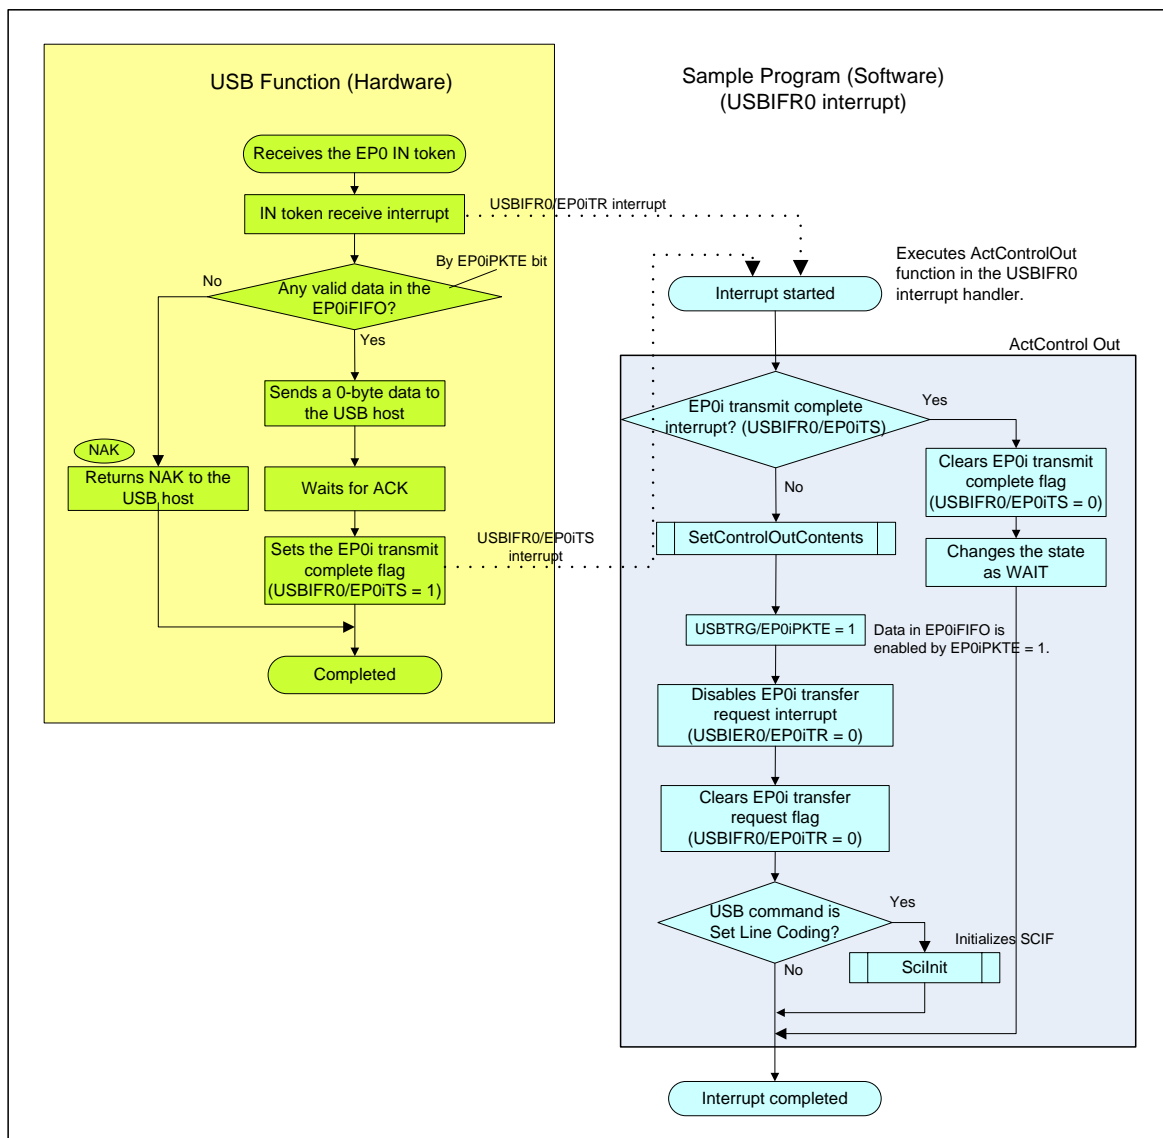 USB Function (Hardware)
Receives the EP0 IN token
IN token receive interrupt
By EP0iPKTE bit
No
Any valid data in the
EP0iFIFO?
Yes
Sends a 0-byte data to
the USB host
NAK
Returns NAK to the
USB host
Waits for ACK
Sets the EP0i transmit
complete flag
(USBIFR0/EP0iTS = 1)
Completed
USBIFR0/EP0iTR interrupt
USBIFR0/EP0iTS
interrupt
Sample Program (Software)
(USBIFR0 interrupt)
Executes ActControlOut
function in the USBIFR0
interrupt handler.
Interrupt started
ActControl Out
EP0i transmit complete
interrupt? (USBIFR0/EP0iTS)
Yes
Clears EP0i transmit
complete flag
(USBIFR0/EP0iTS = 0)
Changes the state
as WAIT
No
SetControlOutContents
USBTRG/EP0iPKTE = 1
Data in EP0iFIFO is
enabled by EP0iPKTE = 1.
Disables EP0i transfer
request interrupt
(USBIER0/EP0iTR = 0)
Clears EP0i transfer
request flag
(USBIFR0/EP0iTR = 0)
USB command is
Set Line Coding?
Yes
Initializes SCIF
SciInit
No
Interrupt completed